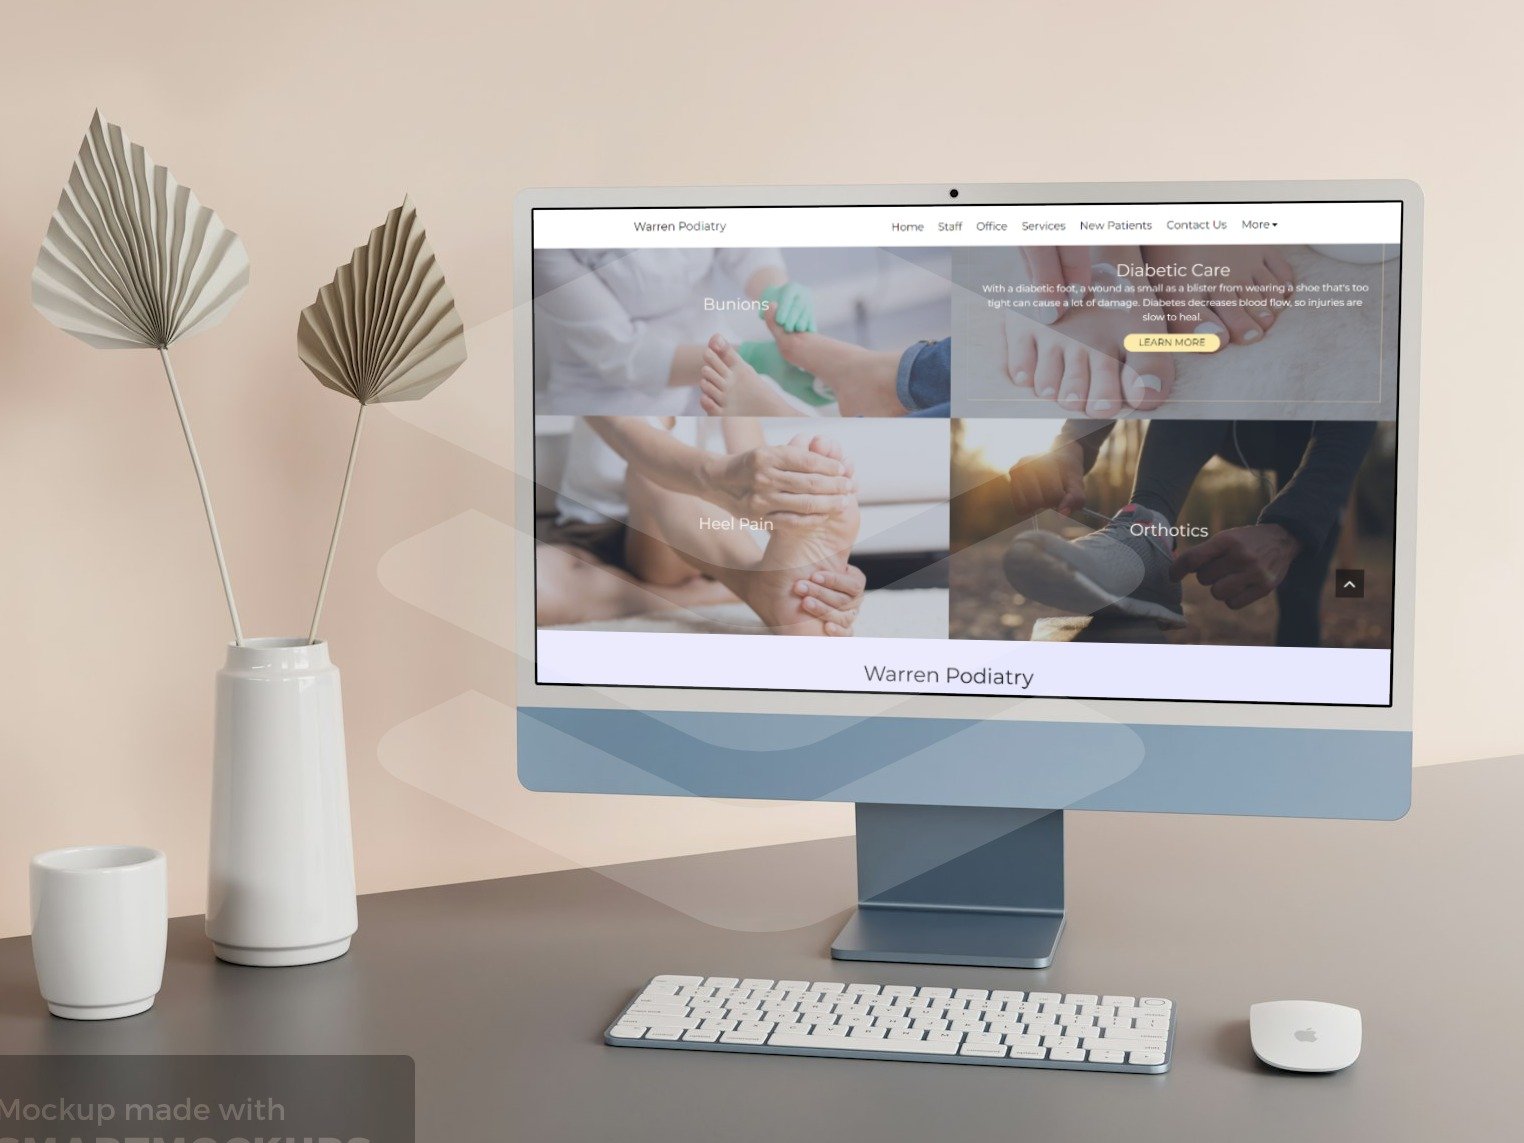 Warren Podiatry
Home Staff Office Services New Patients Contact Us More
Bunions
Diabetic Care
With a diabetic foot, a wound as small as a blister from wearing a shoe that's too
tight can cause a lot of damage. Diabetes decreases blood flow, so injuries are
slow to heal.
LEARN MORE
Heel Pain
Orthotics
Warren Podiatry
Mockup made with